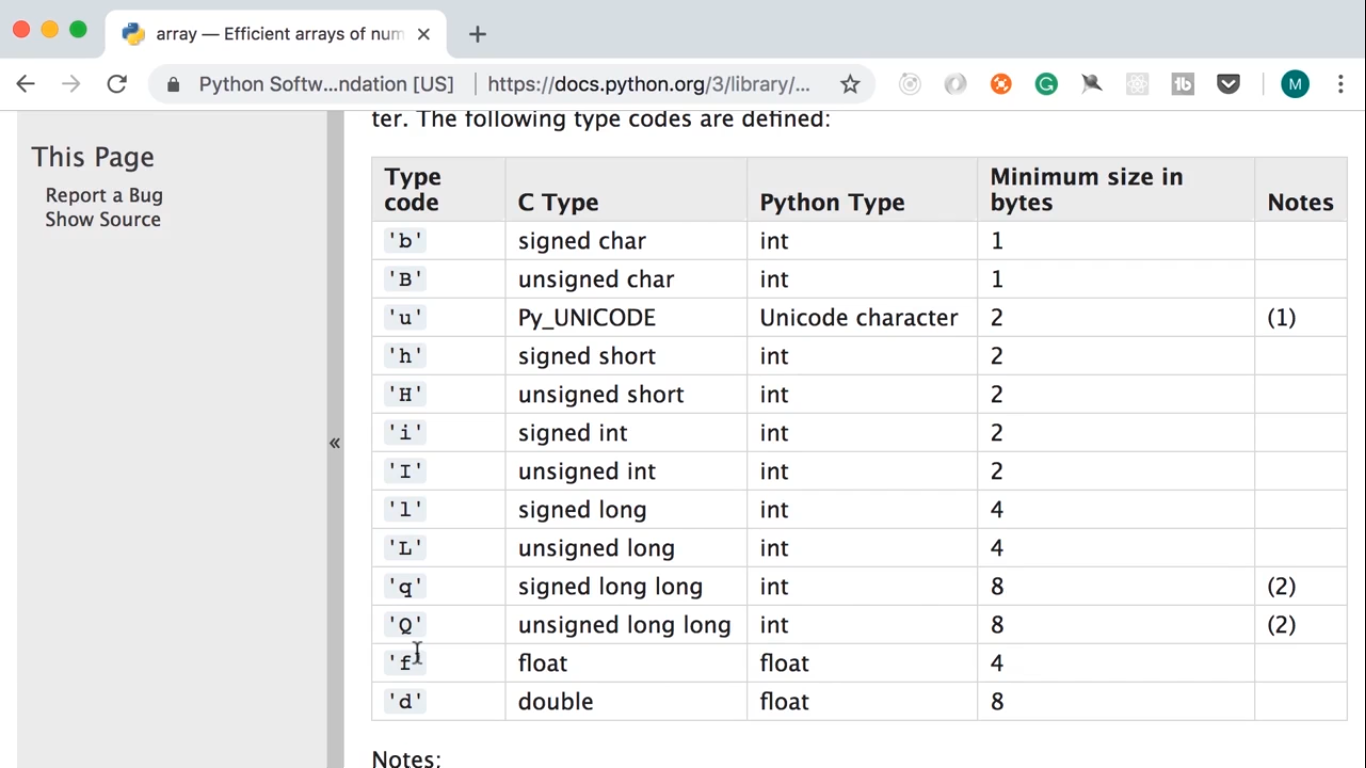 array — Efficient arrays of num
Python Softw...ndation [US] https://docs.python.org/3/library/...
M
ter. The following type codes are defined:
This Page
Report a Bug
Show Source
«
Type code C Type Python Type Minimum size in bytes Notes
'b' signed char int 1
'B' unsigned char int 1
'u' Py_UNICODE Unicode character 2 (1)
'h' signed short int 2
'H' unsigned short int 2
'i' signed int int 2
'I' unsigned int int 2
'l' signed long int 4
'L' unsigned long int 4
'q' signed long long int 8 (2)
'Q' unsigned long long int 8 (2)
'f' float float 4
'd' double float 8
Notes: